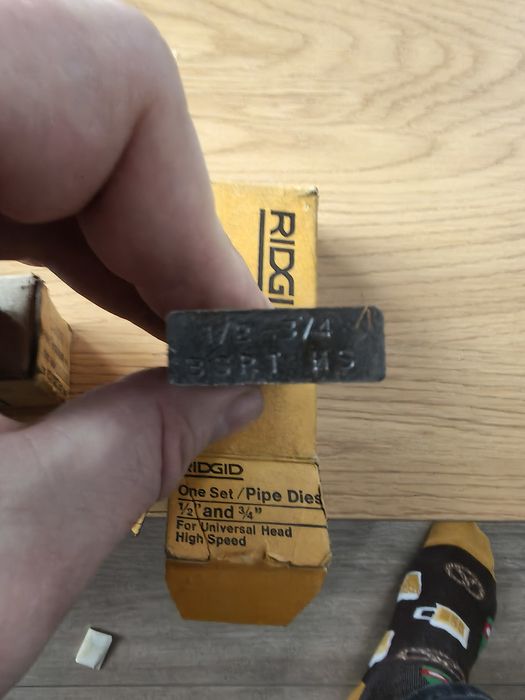 RIDGI
1/2 3/4
BSPT HS
RIDGID
One Set/Pipe Dies
½" and ¾"
For Universal Head
High Speed